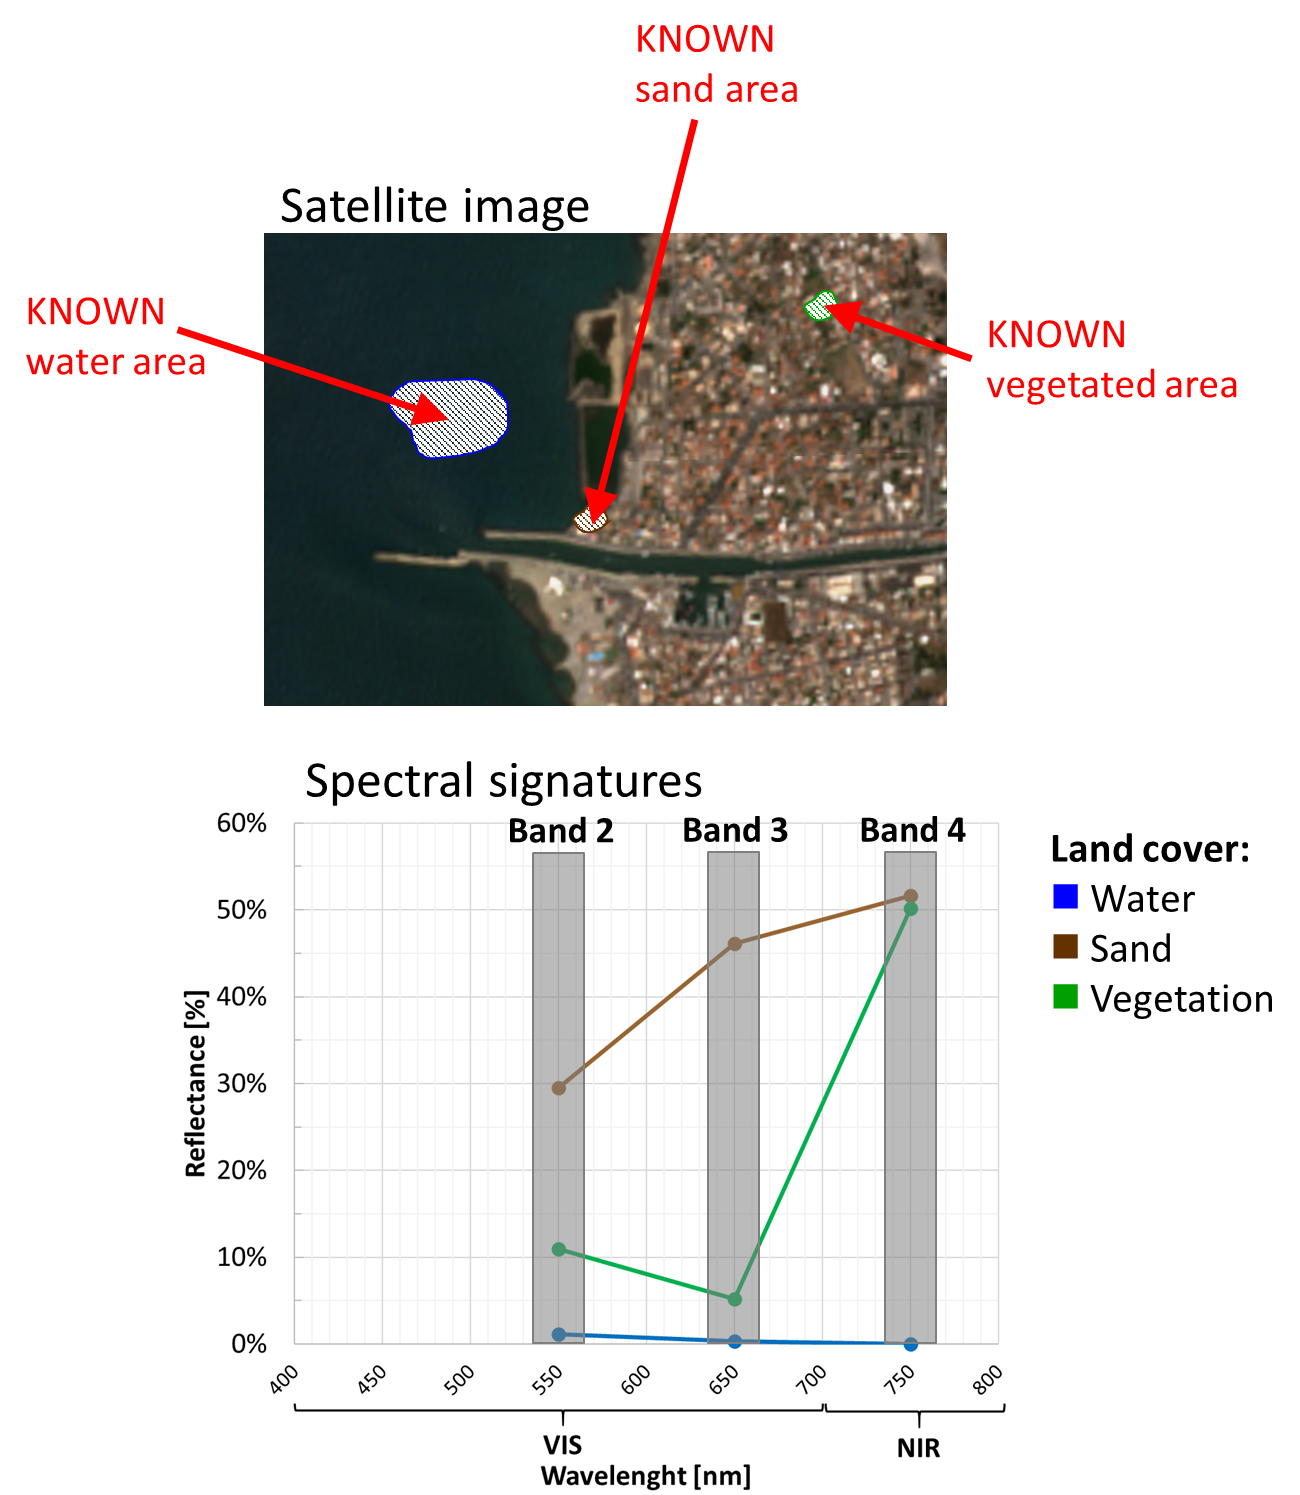 KNOWN
sand area
Satellite image
KNOWN
water area
KNOWN
vegetated area
Spectral signatures
Band 2
Band 3
Band 4
60%
50%
40%
30%
20%
10%
0%
Reflectance [%]
400
450
500
550
600
650
700
750
800
VIS
NIR
Wavelenght [nm]
Land cover:
Water
Sand
Vegetation